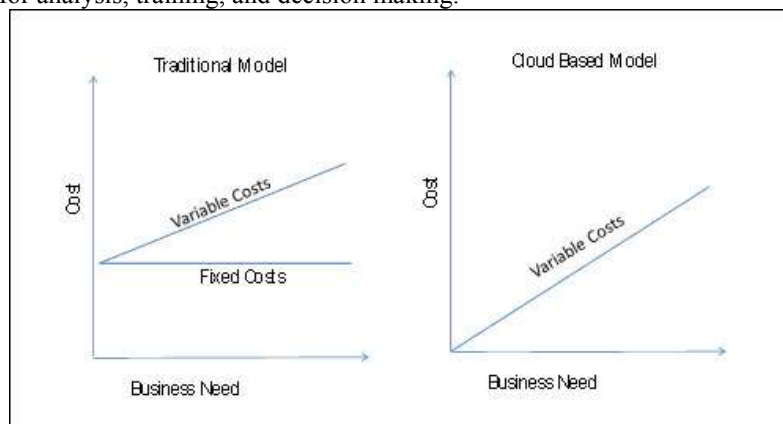 for analysis, training, and decision making.
Traditional Model
Cost
Variable Costs
Fixed Costs
Business Need
Cloud Based Model
Cost
Variable Costs
Business Need